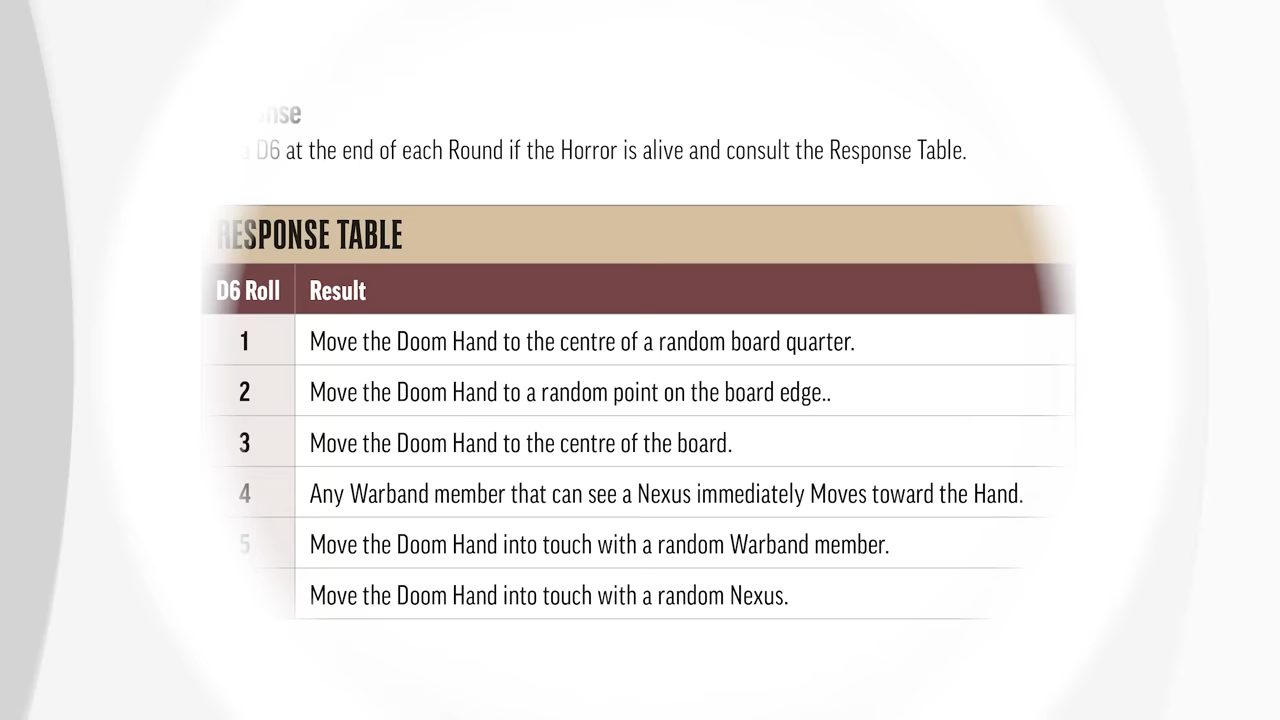 D6 at the end of each Round if the Horror is alive and consult the Response Table.
RESPONSE TABLE
D6 Roll Result
1 Move the Doom Hand to the centre of a random board quarter.
2 Move the Doom Hand to a random point on the board edge..
3 Move the Doom Hand to the centre of the board.
4 Any Warband member that can see a Nexus immediately Moves toward the Hand.
5 Move the Doom Hand into touch with a random Warband member.
Move the Doom Hand into touch with a random Nexus.